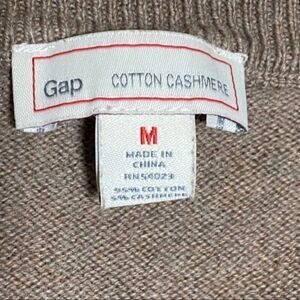 Gap COTTON CASHMERE
M
MADE IN
CHINA
RN54023
95% COTTON
5% CASHMERE